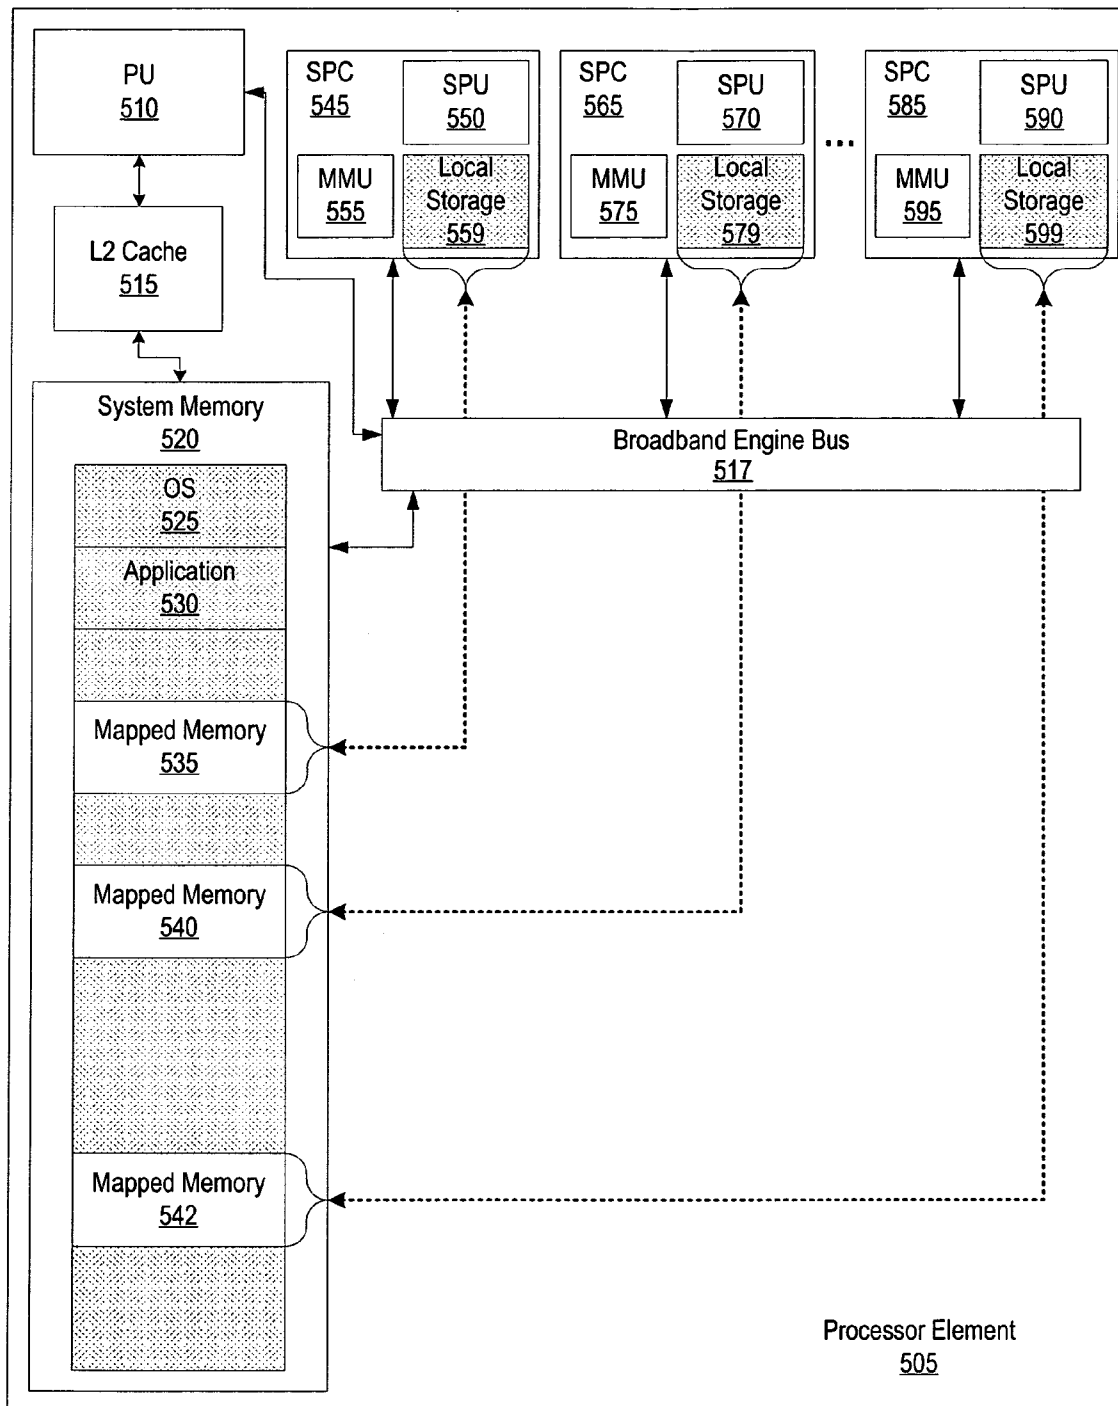 PU
510
L2 Cache
515
SPC
545
SPU
550
MMU
555
Local
Storage
559
SPC
565
SPU
570
MMU
575
Local
Storage
579
...
SPC
585
SPU
590
MMU
595
Local
Storage
599
Broadband Engine Bus
517
System Memory
520
OS
525
Application
530
Mapped Memory
535
Mapped Memory
540
Mapped Memory
542
Processor Element
505